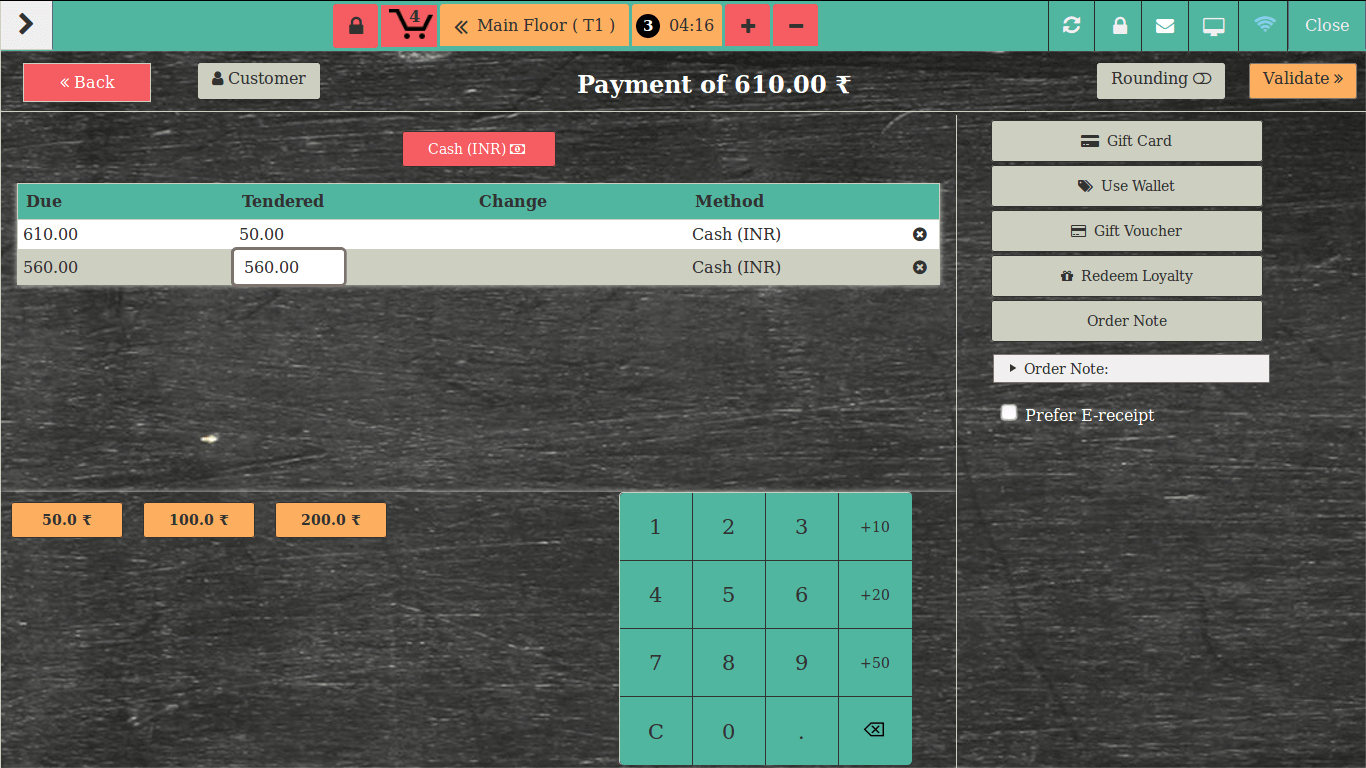 4
Main Floor ( T1 )
3 04:16
Close
Back
Customer
Payment of 610.00 ₹
Rounding
Validate
Cash (INR)
Due Tendered Change Method
610.00 50.00 Cash (INR)
560.00 560.00 Cash (INR)
Gift Card
Use Wallet
Gift Voucher
Redeem Loyalty
Order Note
Order Note:
Prefer E-receipt
50.0 ₹ 100.0 ₹ 200.0 ₹
1 2 3 +10
4 5 6 +20
7 8 9 +50
C 0 .